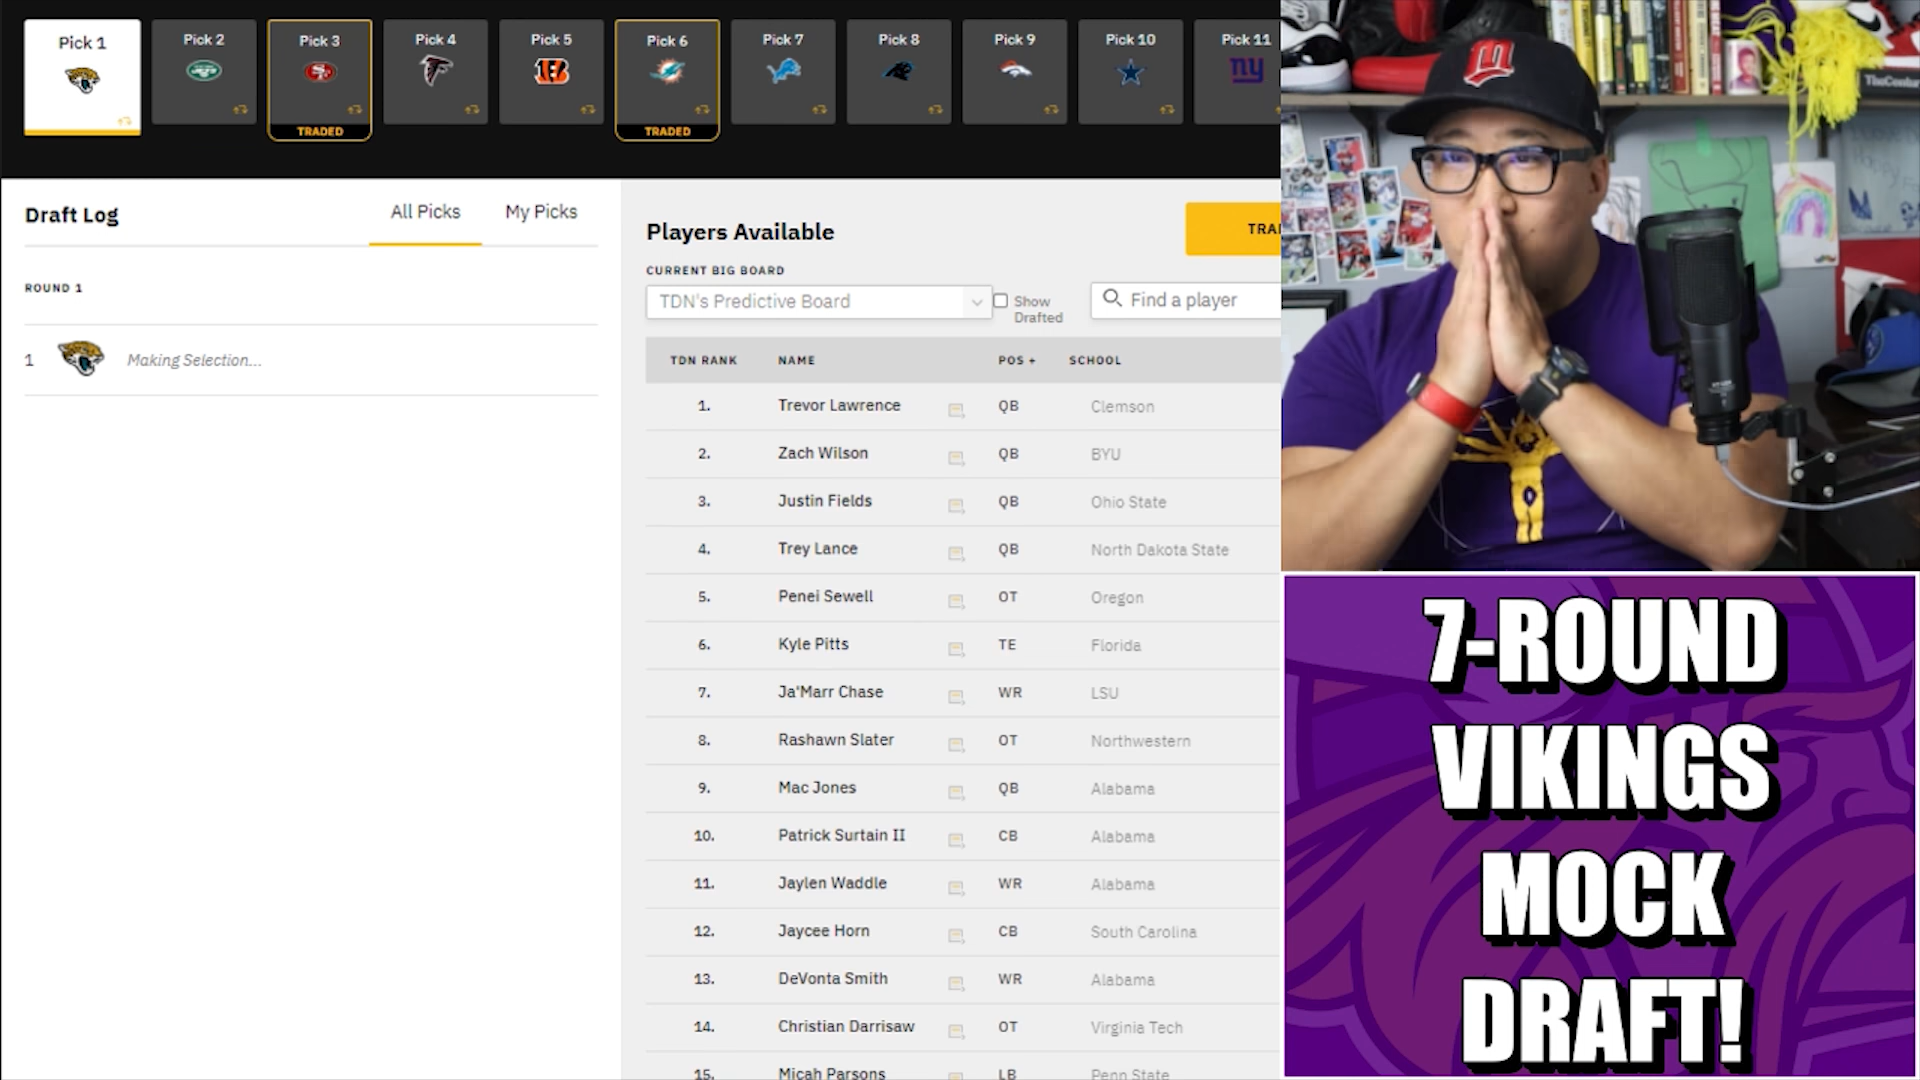 Pick 1
Pick 2
Pick 3
Pick 4
Pick 5
Pick 6
Pick 7
Pick 8
Pick 9
Pick 10
Pick 11
ny
TRADED
TRADED
Draft Log
All Picks
My Picks
ROUND 1
1
Making Selection...
Players Available
CURRENT BIG BOARD
TDN's Predictive Board
Show
Drafted
Find a player
TDN RANK NAME POS + SCHOOL
1. Trevor Lawrence QB Clemson
2. Zach Wilson QB BYU
3. Justin Fields QB Ohio State
4. Trey Lance QB North Dakota State
5. Penei Sewell OT Oregon
6. Kyle Pitts TE Florida
7. Ja'Marr Chase WR LSU
8. Rashawn Slater OT Northwestern
9. Mac Jones QB Alabama
10. Patrick Surtain II CB Alabama
11. Jaylen Waddle WR Alabama
12. Jaycee Horn CB South Carolina
13. DeVonta Smith WR Alabama
14. Christian Darrisaw OT Virginia Tech
15. Micah Parsons LB Penn State
7-ROUND
VIKINGS
MOCK
DRAFT!